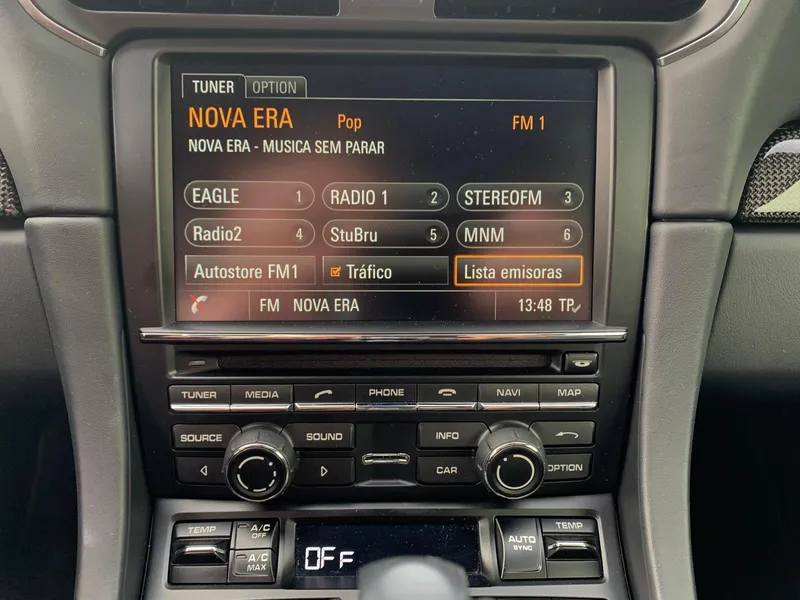 TUNER OPTION
NOVA ERA Pop FM 1
NOVA ERA - MUSICA SEM PARAR
EAGLE 1 RADIO 1 2 STEREOFM 3
Radio2 4 StuBru 5 MNM 6
Autostore FM1 Tráfico Lista emisoras
FM NOVA ERA 13:48 TP
TUNER MEDIA PHONE NAVI MAP
SOURCE SOUND INFO
CAR OPTION
TEMP A/C OFF AUTO SYNC TEMP
A/C MAX
OFF